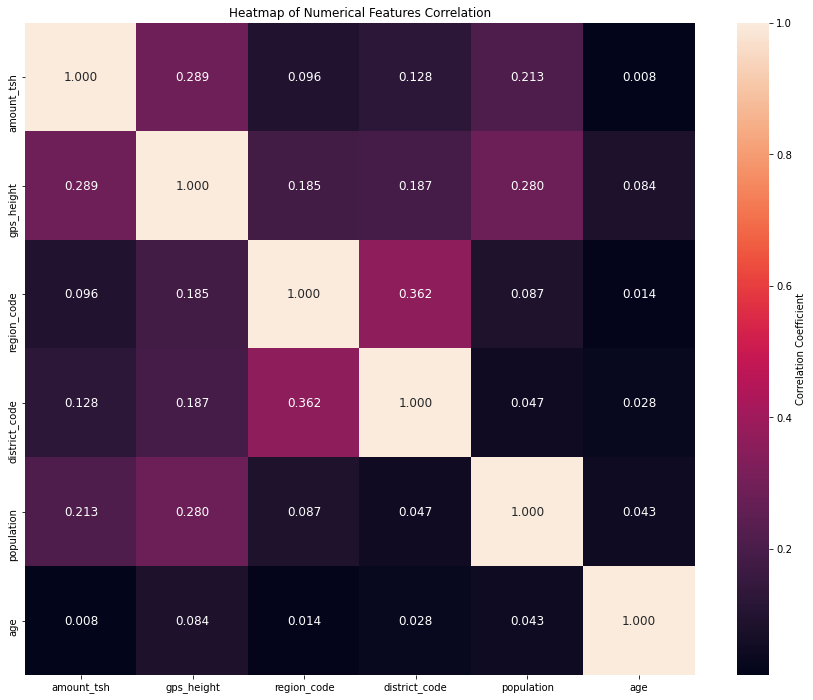 Heatmap of Numerical Features Correlation
amount_tsh 1.000 0.289 0.096 0.128 0.213 0.008
gps_height 0.289 1.000 0.185 0.187 0.280 0.084
region_code 0.096 0.185 1.000 0.362 0.087 0.014
district_code 0.128 0.187 0.362 1.000 0.047 0.028
population 0.213 0.280 0.087 0.047 1.000 0.043
age 0.008 0.084 0.014 0.028 0.043 1.000
amount_tsh gps_height region_code district_code population age
1.0
0.8
0.6
0.4
0.2
Correlation Coefficient